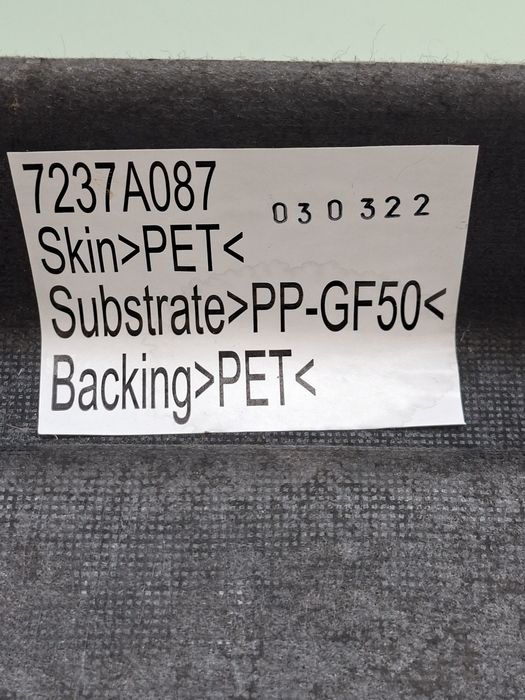 7237A087 030322
Skin>PET<
Substrate>PP-GF50<
Backing>PET<